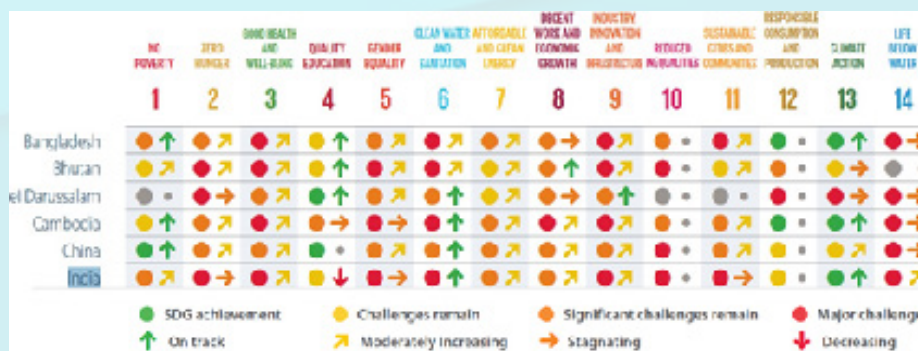 NO POVERTY
ZERO HUNGER
GOOD HEALTH AND WELL-BEING
QUALITY EDUCATION
GENDER EQUALITY
CLEAN WATER AND SANITATION
AFFORDABLE AND CLEAN ENERGY
DECENT WORK AND ECONOMIC GROWTH
INDUSTRY, INNOVATION AND INFRASTRUCTURE
REDUCED INEQUALITIES
SUSTAINABLE CITIES AND COMMUNITIES
RESPONSIBLE CONSUMPTION AND PRODUCTION
CLIMATE ACTION
LIFE BELOW WATER
1 2 3 4 5 6 7 8 9 10 11 12 13 14
Bangladesh
Bhutan
ei Darussalam
Cambodia
China
India
SDG achievement Challenges remain Significant challenges remain Major challenge
On track Moderately Increasing Stagnating Decreasing